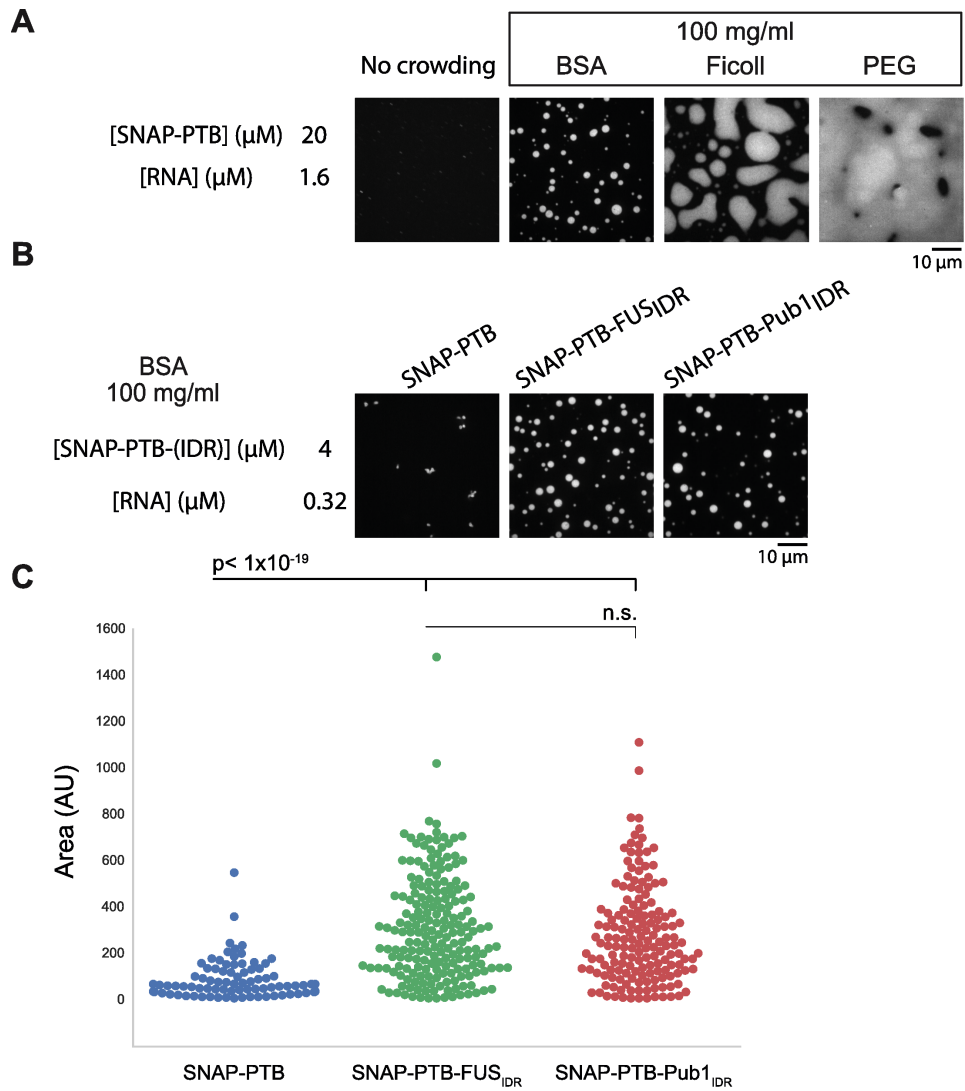 A
100 mg/ml
No crowding BSA Ficoll PEG
[SNAP-PTB] (µM) 20
[RNA] (µM) 1.6
10 µm
B
SNAP-PTB
SNAP-PTB-FUSIDR
SNAP-PTB-Pub1IDR
BSA
100 mg/ml
[SNAP-PTB-(IDR)] (µM) 4
[RNA] (µM) 0.32
10 µm
C
p< 1x10-19
n.s.
1600
1400
1200
1000
800
600
400
200
0
Area (AU)
SNAP-PTB SNAP-PTB-FUSIDR SNAP-PTB-Pub1IDR